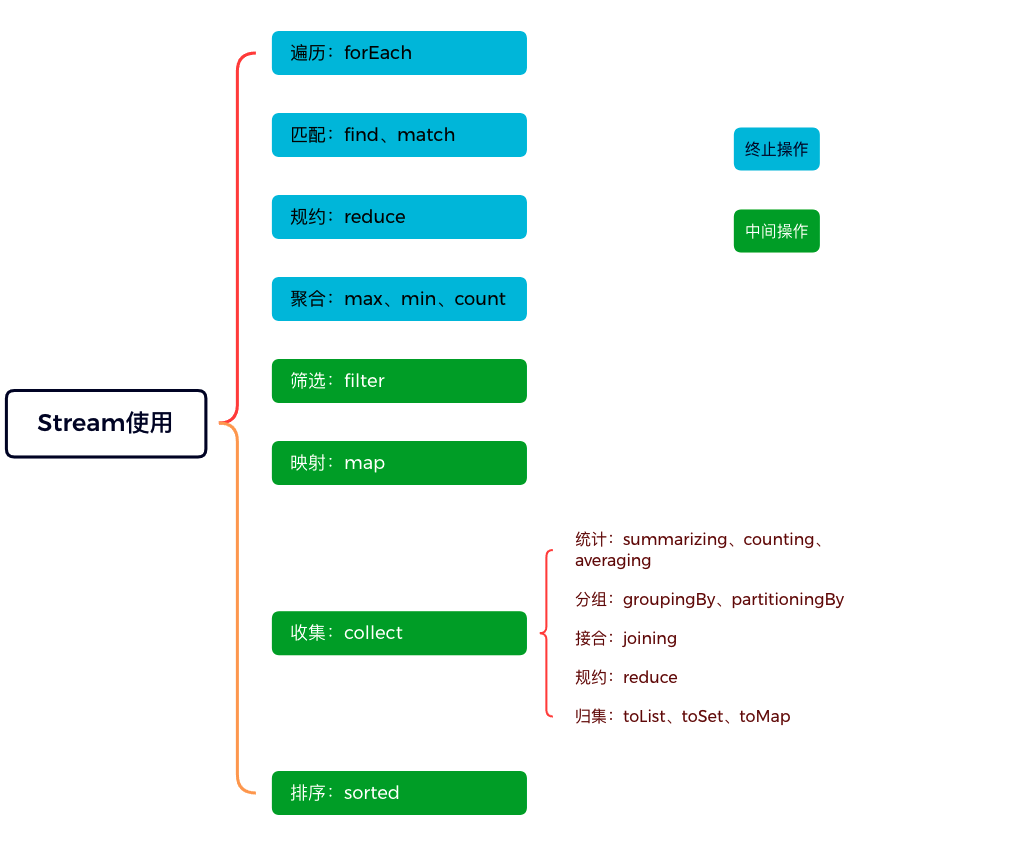 遍历：forEach
匹配：find、match
终止操作
规约：reduce
中间操作
聚合：max、min、count
筛选：filter
Stream使用
映射：map
统计：summarizing、counting、
averaging
分组：groupingBy、partitioningBy
收集：collect
接合：joining
规约：reduce
归集：toList、toSet、toMap
排序：sorted